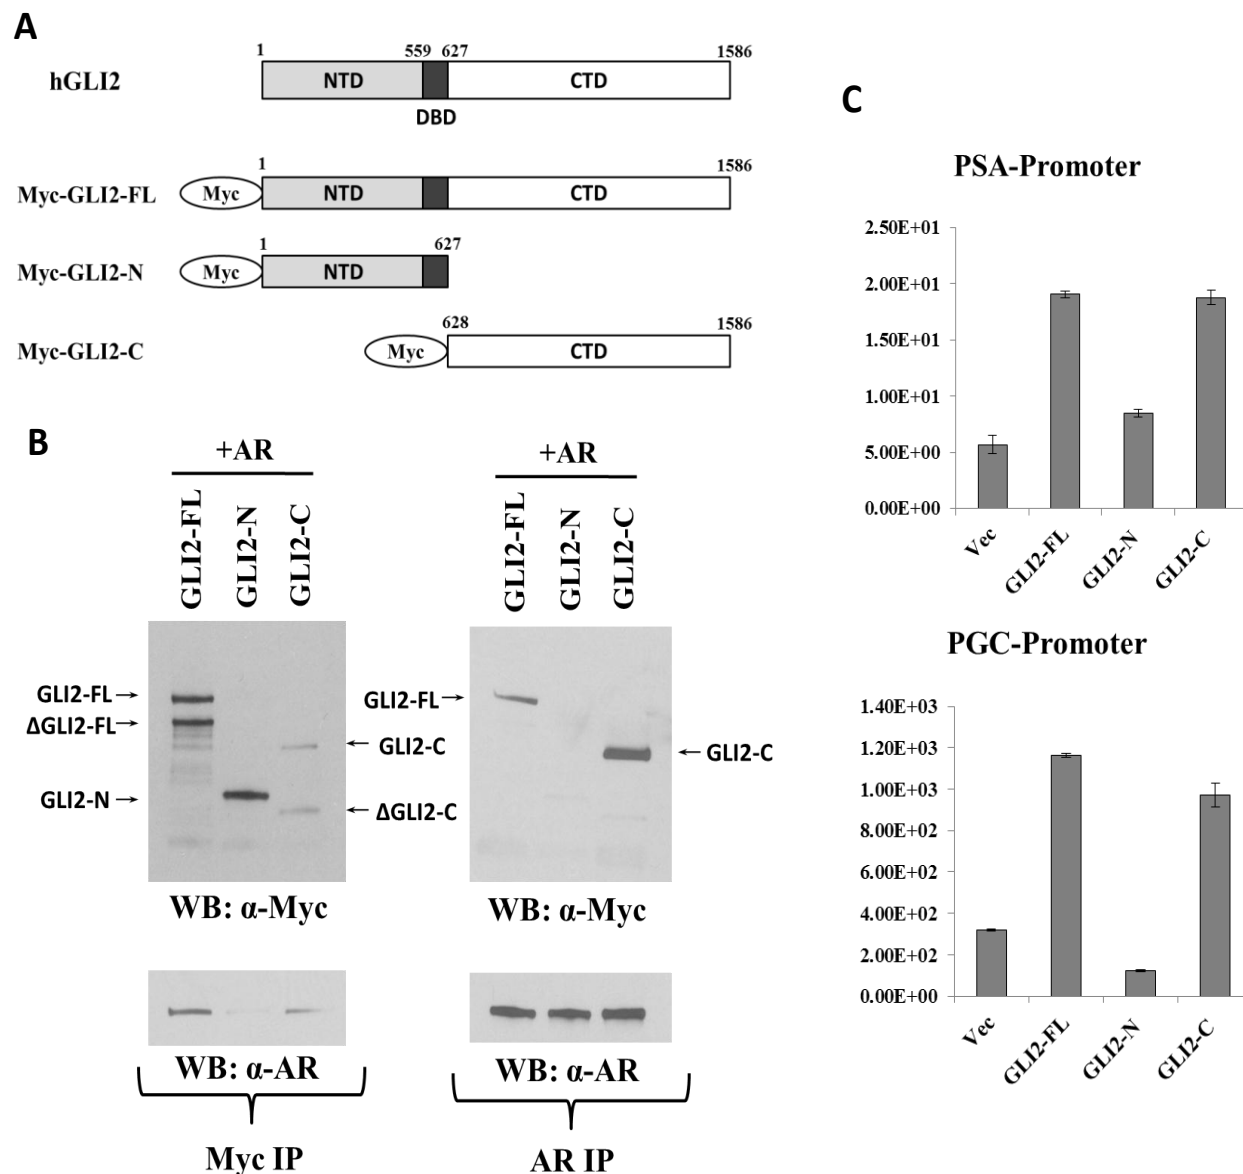 A
1 559 627 1586
hGLI2 NTD CTD
DBD
1 1586
Myc-GLI2-FL Myc NTD CTD
1 627
Myc-GLI2-N Myc NTD
628 1586
Myc-GLI2-C Myc CTD
B
+AR
GLI2-FL
GLI2-N
GLI2-C
GLI2-FL →
ΔGLI2-FL →
GLI2-N →
← GLI2-C
← ΔGLI2-C
WB: α-Myc
WB: α-AR
Myc IP
+AR
GLI2-FL
GLI2-N
GLI2-C
GLI2-FL →
← GLI2-C
WB: α-Myc
WB: α-AR
AR IP
C
PSA-Promoter
2.50E+01
2.00E+01
1.50E+01
1.00E+01
5.00E+00
0.00E+00
Vec
GLI2-FL
GLI2-N
GLI2-C
PGC-Promoter
1.40E+03
1.20E+03
1.00E+03
8.00E+02
6.00E+02
4.00E+02
2.00E+02
0.00E+00
Vec
GLI2-FL
GLI2-N
GLI2-C